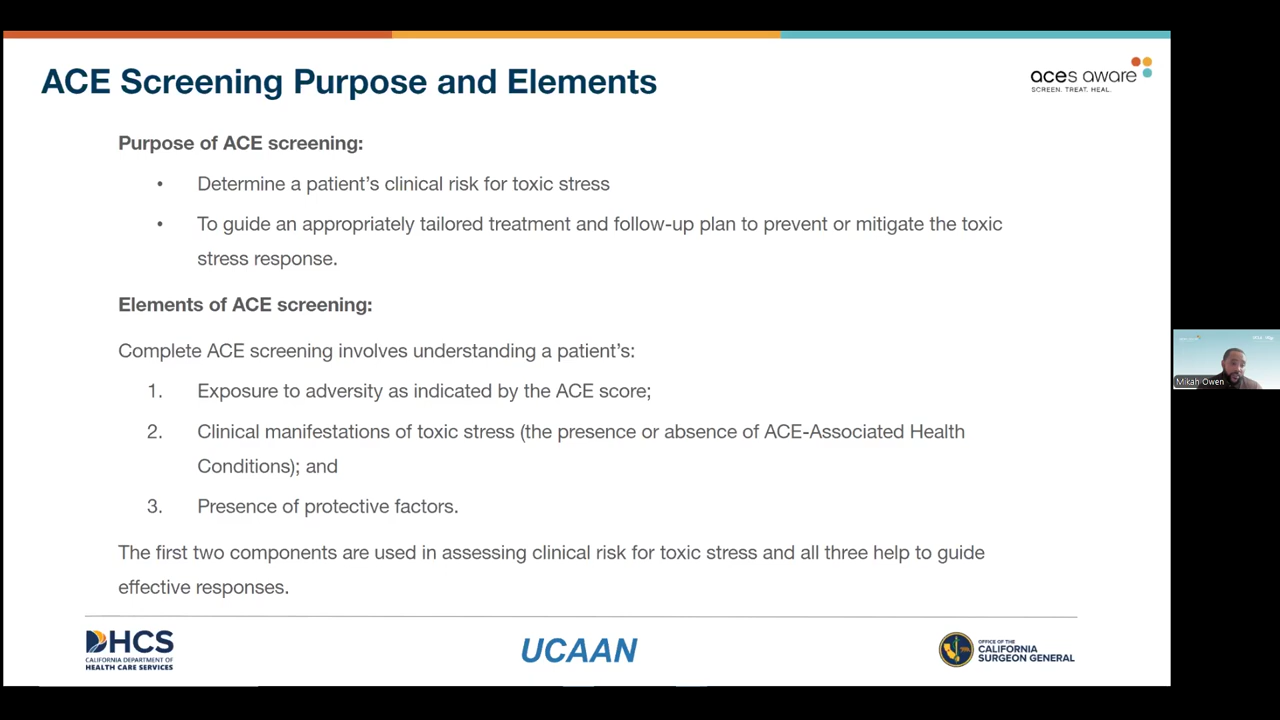 ACE Screening Purpose and Elements
aces aware
SCREEN. TREAT. HEAL.
Purpose of ACE screening:
• Determine a patient's clinical risk for toxic stress
• To guide an appropriately tailored treatment and follow-up plan to prevent or mitigate the toxic
stress response.
Elements of ACE screening:
Complete ACE screening involves understanding a patient's:
1. Exposure to adversity as indicated by the ACE score;
2. Clinical manifestations of toxic stress (the presence or absence of ACE-Associated Health
Conditions); and
3. Presence of protective factors.
The first two components are used in assessing clinical risk for toxic stress and all three help to guide
effective responses.
Mikah Owen
DHCS
CALIFORNIA DEPARTMENT OF
HEALTH CARE SERVICES
UCAAN
OFFICE OF THE
CALIFORNIA
SURGEON GENERAL